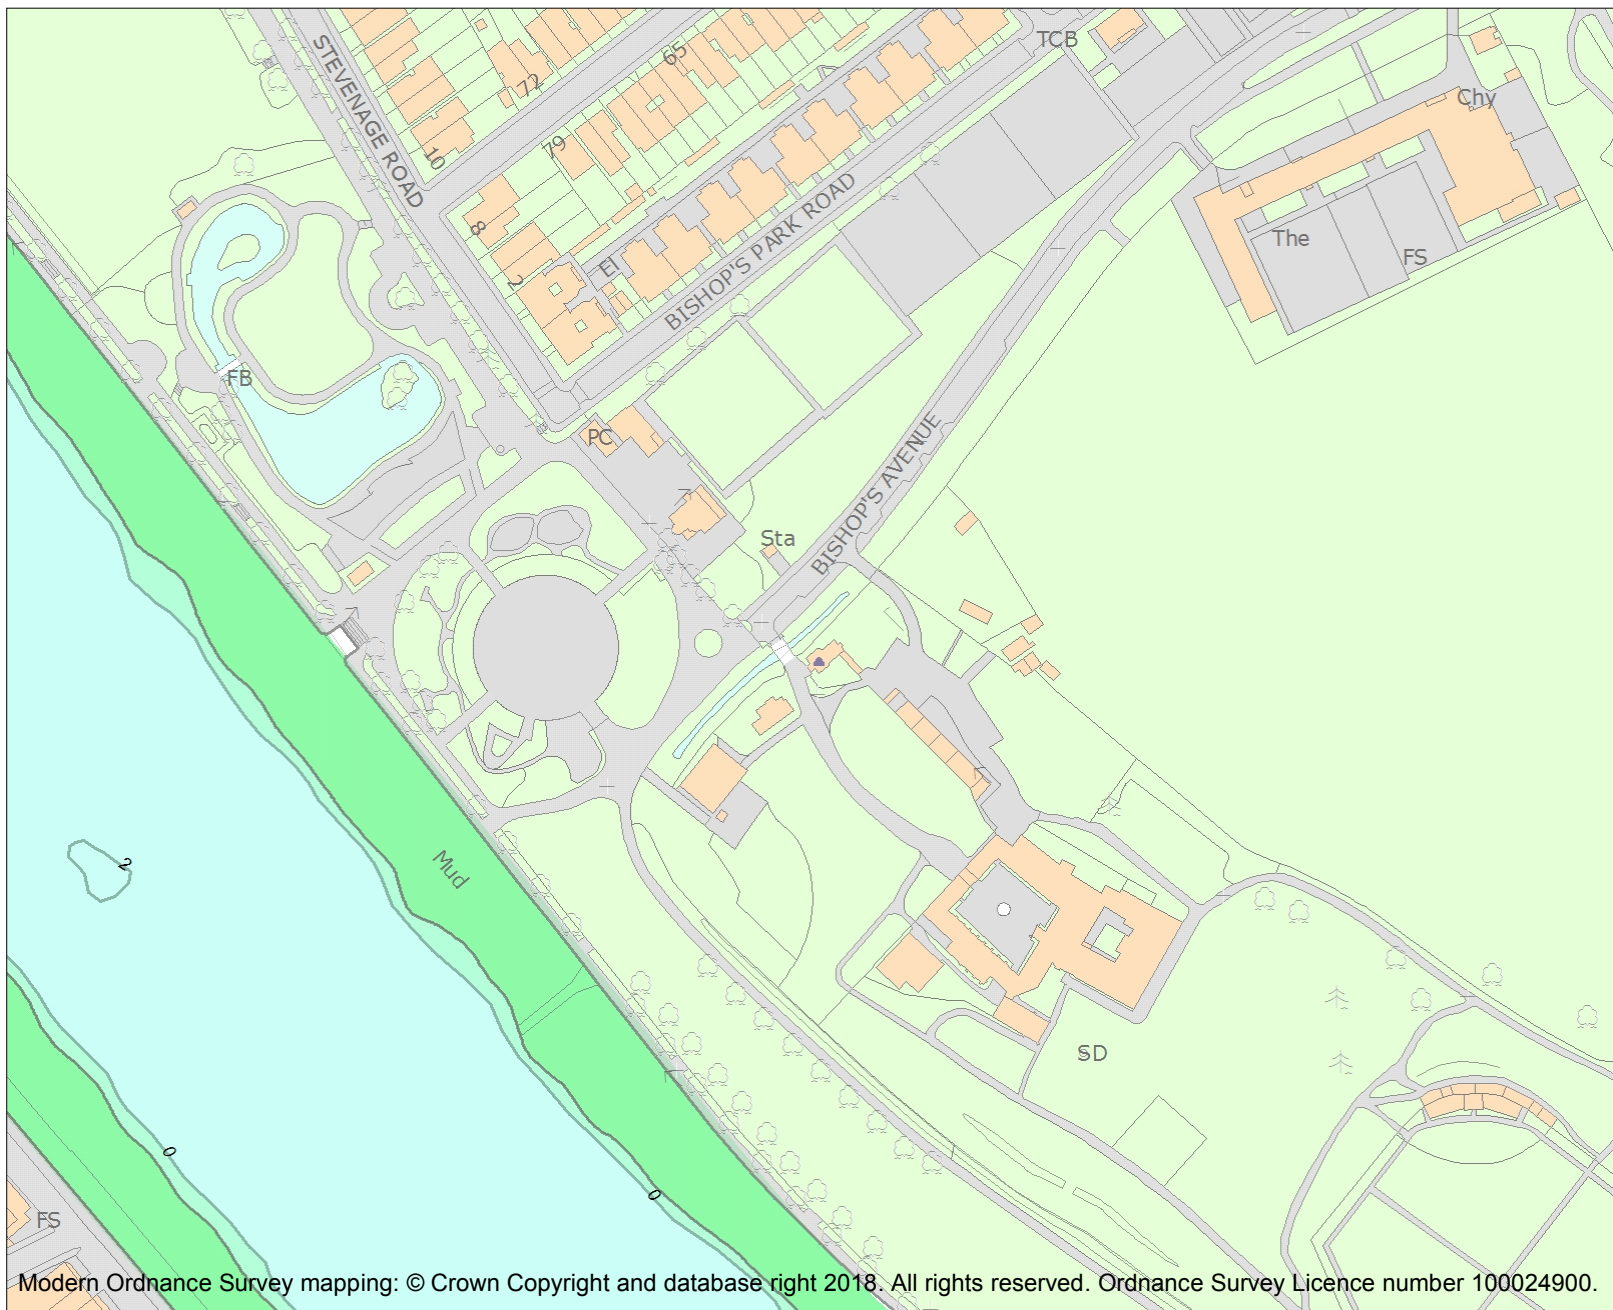 STEVENAGE ROAD
TCB
65
72
Chy
79
10
BISHOP'S PARK ROAD
8
The
FS
El
2
FB
PC
BISHOP'S AVENUE
Sta
2
Mud
SD
0
0
FS
Modern Ordnance Survey mapping: © Crown Copyright and database right 2018. All rights reserved. Ordnance Survey Licence number 100024900.